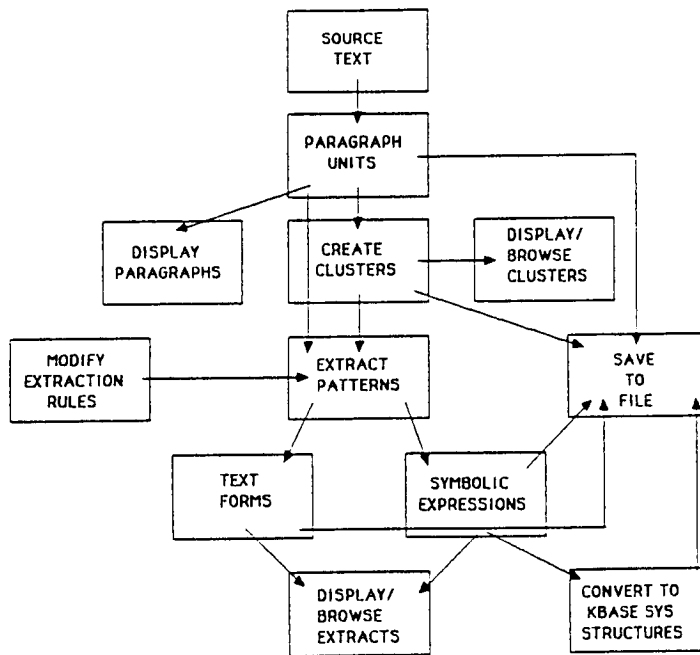 SOURCE
TEXT
PARAGRAPH
UNITS
DISPLAY
PARAGRAPHS
CREATE
CLUSTERS
DISPLAY/
BROWSE
CLUSTERS
MODIFY
EXTRACTION
RULES
EXTRACT
PATTERNS
SAVE
TO
FILE
TEXT
FORMS
SYMBOLIC
EXPRESSIONS
DISPLAY/
BROWSE
EXTRACTS
CONVERT TO
KBASE SYS
STRUCTURES